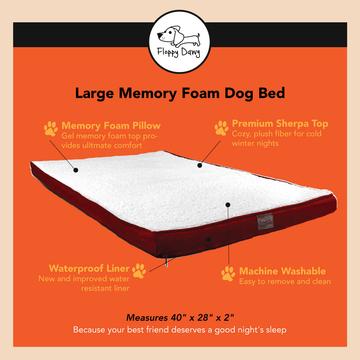 Floppy Dawg
Large Memory Foam Dog Bed
Memory Foam Pillow
Gel memory foam top pro-
vides ulitmate comfort
Premium Sherpa Top
Cozy, plush fiber for cold
winter nights
Waterproof Liner
New and improved water
resistant liner
Machine Washable
Easy to remove and clean
Measures 40" x 28" x 2"
Because your best friend deserves a good night's sleep